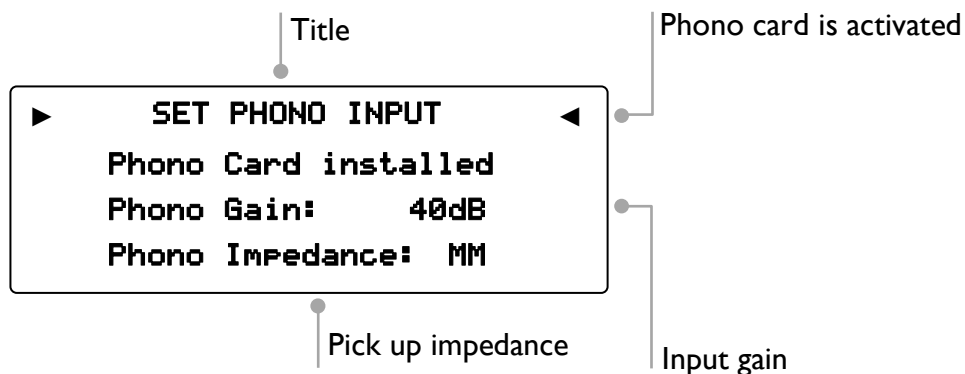 Title
Phono card is activated
► SET PHONO INPUT ◄
Phono Card installed
Phono Gain: 40dB
Phono Impedance: MM
Pick up impedance
Input gain